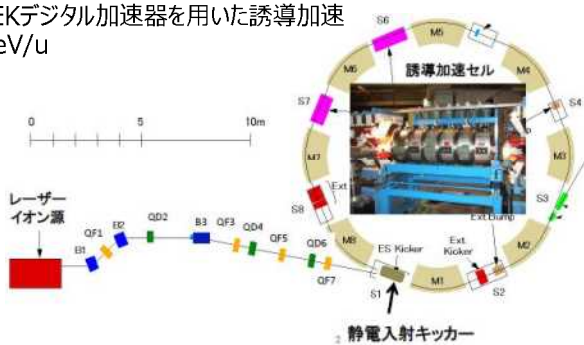 EKデジタル加速器を用いた誘導加速
eV/u
S6
M5
M6
誘導加速セル
M4
S7
S4
0
5
10m
M7
M3
レーザー
イオン源
Ext
S8
S3
B2
QD2
B3
QF3
QD4
QF1
QF5
QD6
B1
QF7
M8
ES Kicker
Ext.
Kicker
Ext.Bump
M2
S1
M1
S2
2
静電入射キッカー